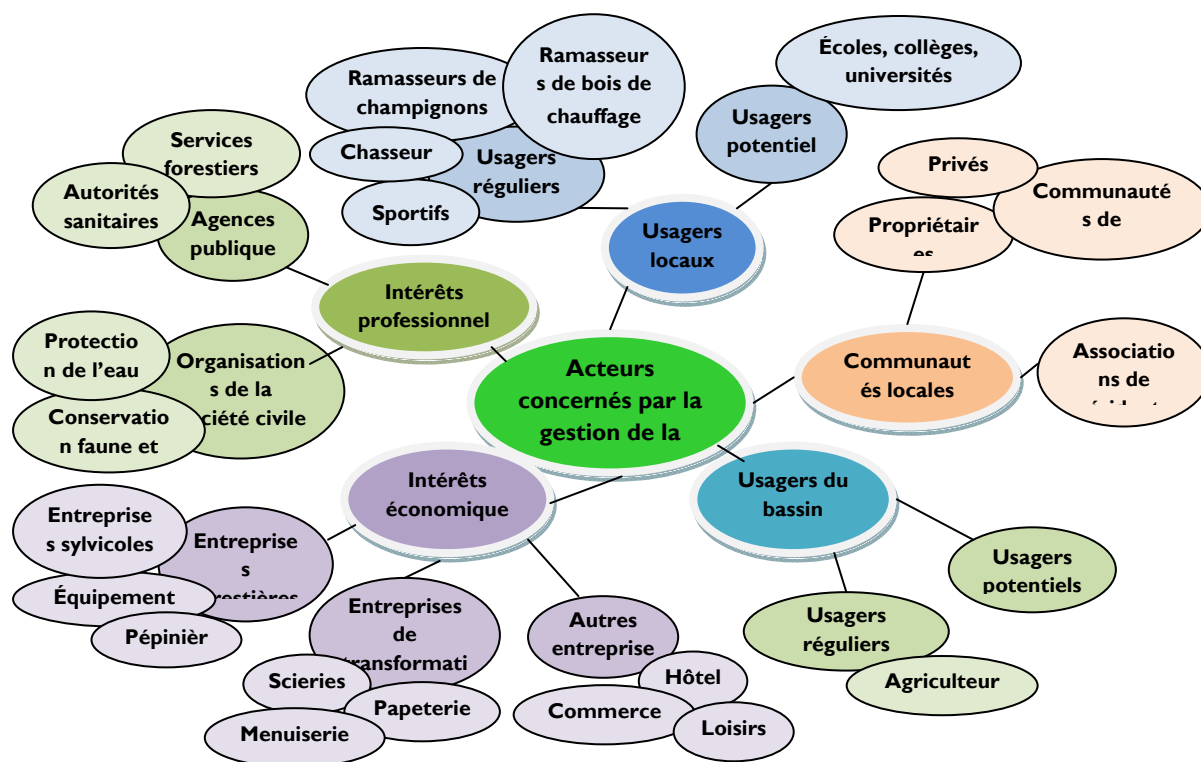 Écoles, collèges,
universités
Ramasseur
s de bois de
chauffage
Ramasseurs de
champignons
Usagers
potentiel
Services
forestiers
Chasseur
Usagers
réguliers
Privés
Communauté
s de
Autorités
sanitaires
Agences
publique
Sportifs
Usagers
locaux
Propriétair
es
Intérêts
professionnel
Protectio
n de l'eau
Organisation
s de la
ciété civile
Conservatio
n faune et
Acteurs
concernés par la
gestion de la
Communaut
és locales
Associatio
ns de
Intérêts
économique
Usagers du
bassin
Entreprise
s sylvicoles
Entreprise
s
restières
Équipement
Pépinièr
Entreprises
de
transformati
Scieries
Papeterie
Menuiserie
Autres
entreprise
Hôtel
Commerce
Loisirs
Usagers
potentiels
Usagers
réguliers
Agriculteur